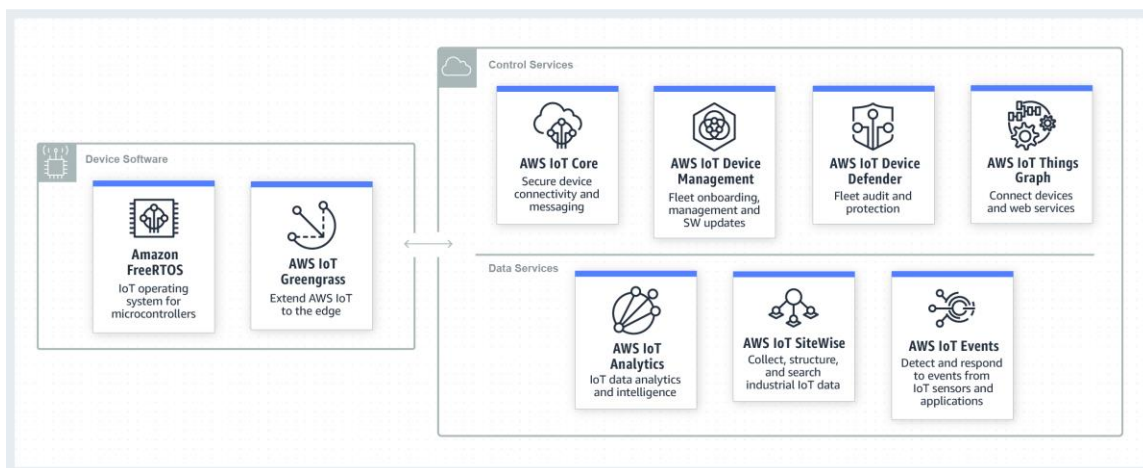 Control Services
AWS IoT Core
Secure device
connectivity and
messaging
AWS IoT Device
Management
Fleet onboarding,
management and
SW updates
AWS IoT Device
Defender
Fleet audit and
protection
AWS IoT Things
Graph
Connect devices
and web services
Device Software
Amazon
FreeRTOS
IoT operating
system for
microcontrollers
AWS IoT
Greengrass
Extend AWS IoT
to the edge
Data Services
AWS IoT
Analytics
IoT data analytics
and intelligence
AWS IoT SiteWise
Collect, structure,
and search
industrial IoT data
AWS IoT Events
Detect and respond
to events from
IoT sensors and
applications